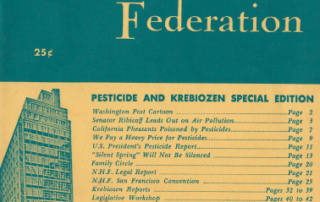 Federation
25¢
PESTICIDE AND KREBIOZEN SPECIAL EDITION
Washington Post Cartoon Page 2
Senator Ribicoff Leads Out on Air Pollution Page 3
California Pheasants Poisoned by Pesticides Page 7
We Pay a Heavy Price for Pesticides Page 9
U.S. President's Pesticide Report Page 11
"Silent Spring" Will Not Be Silenced Page 13
Family Circle Page 20
N.H.F. Legal Report Page 21
N.H.F. San Francisco Convention Page 25
Krebiozen Reports Pages 32 to 39
Legislative Workshop Pages 40 to 42